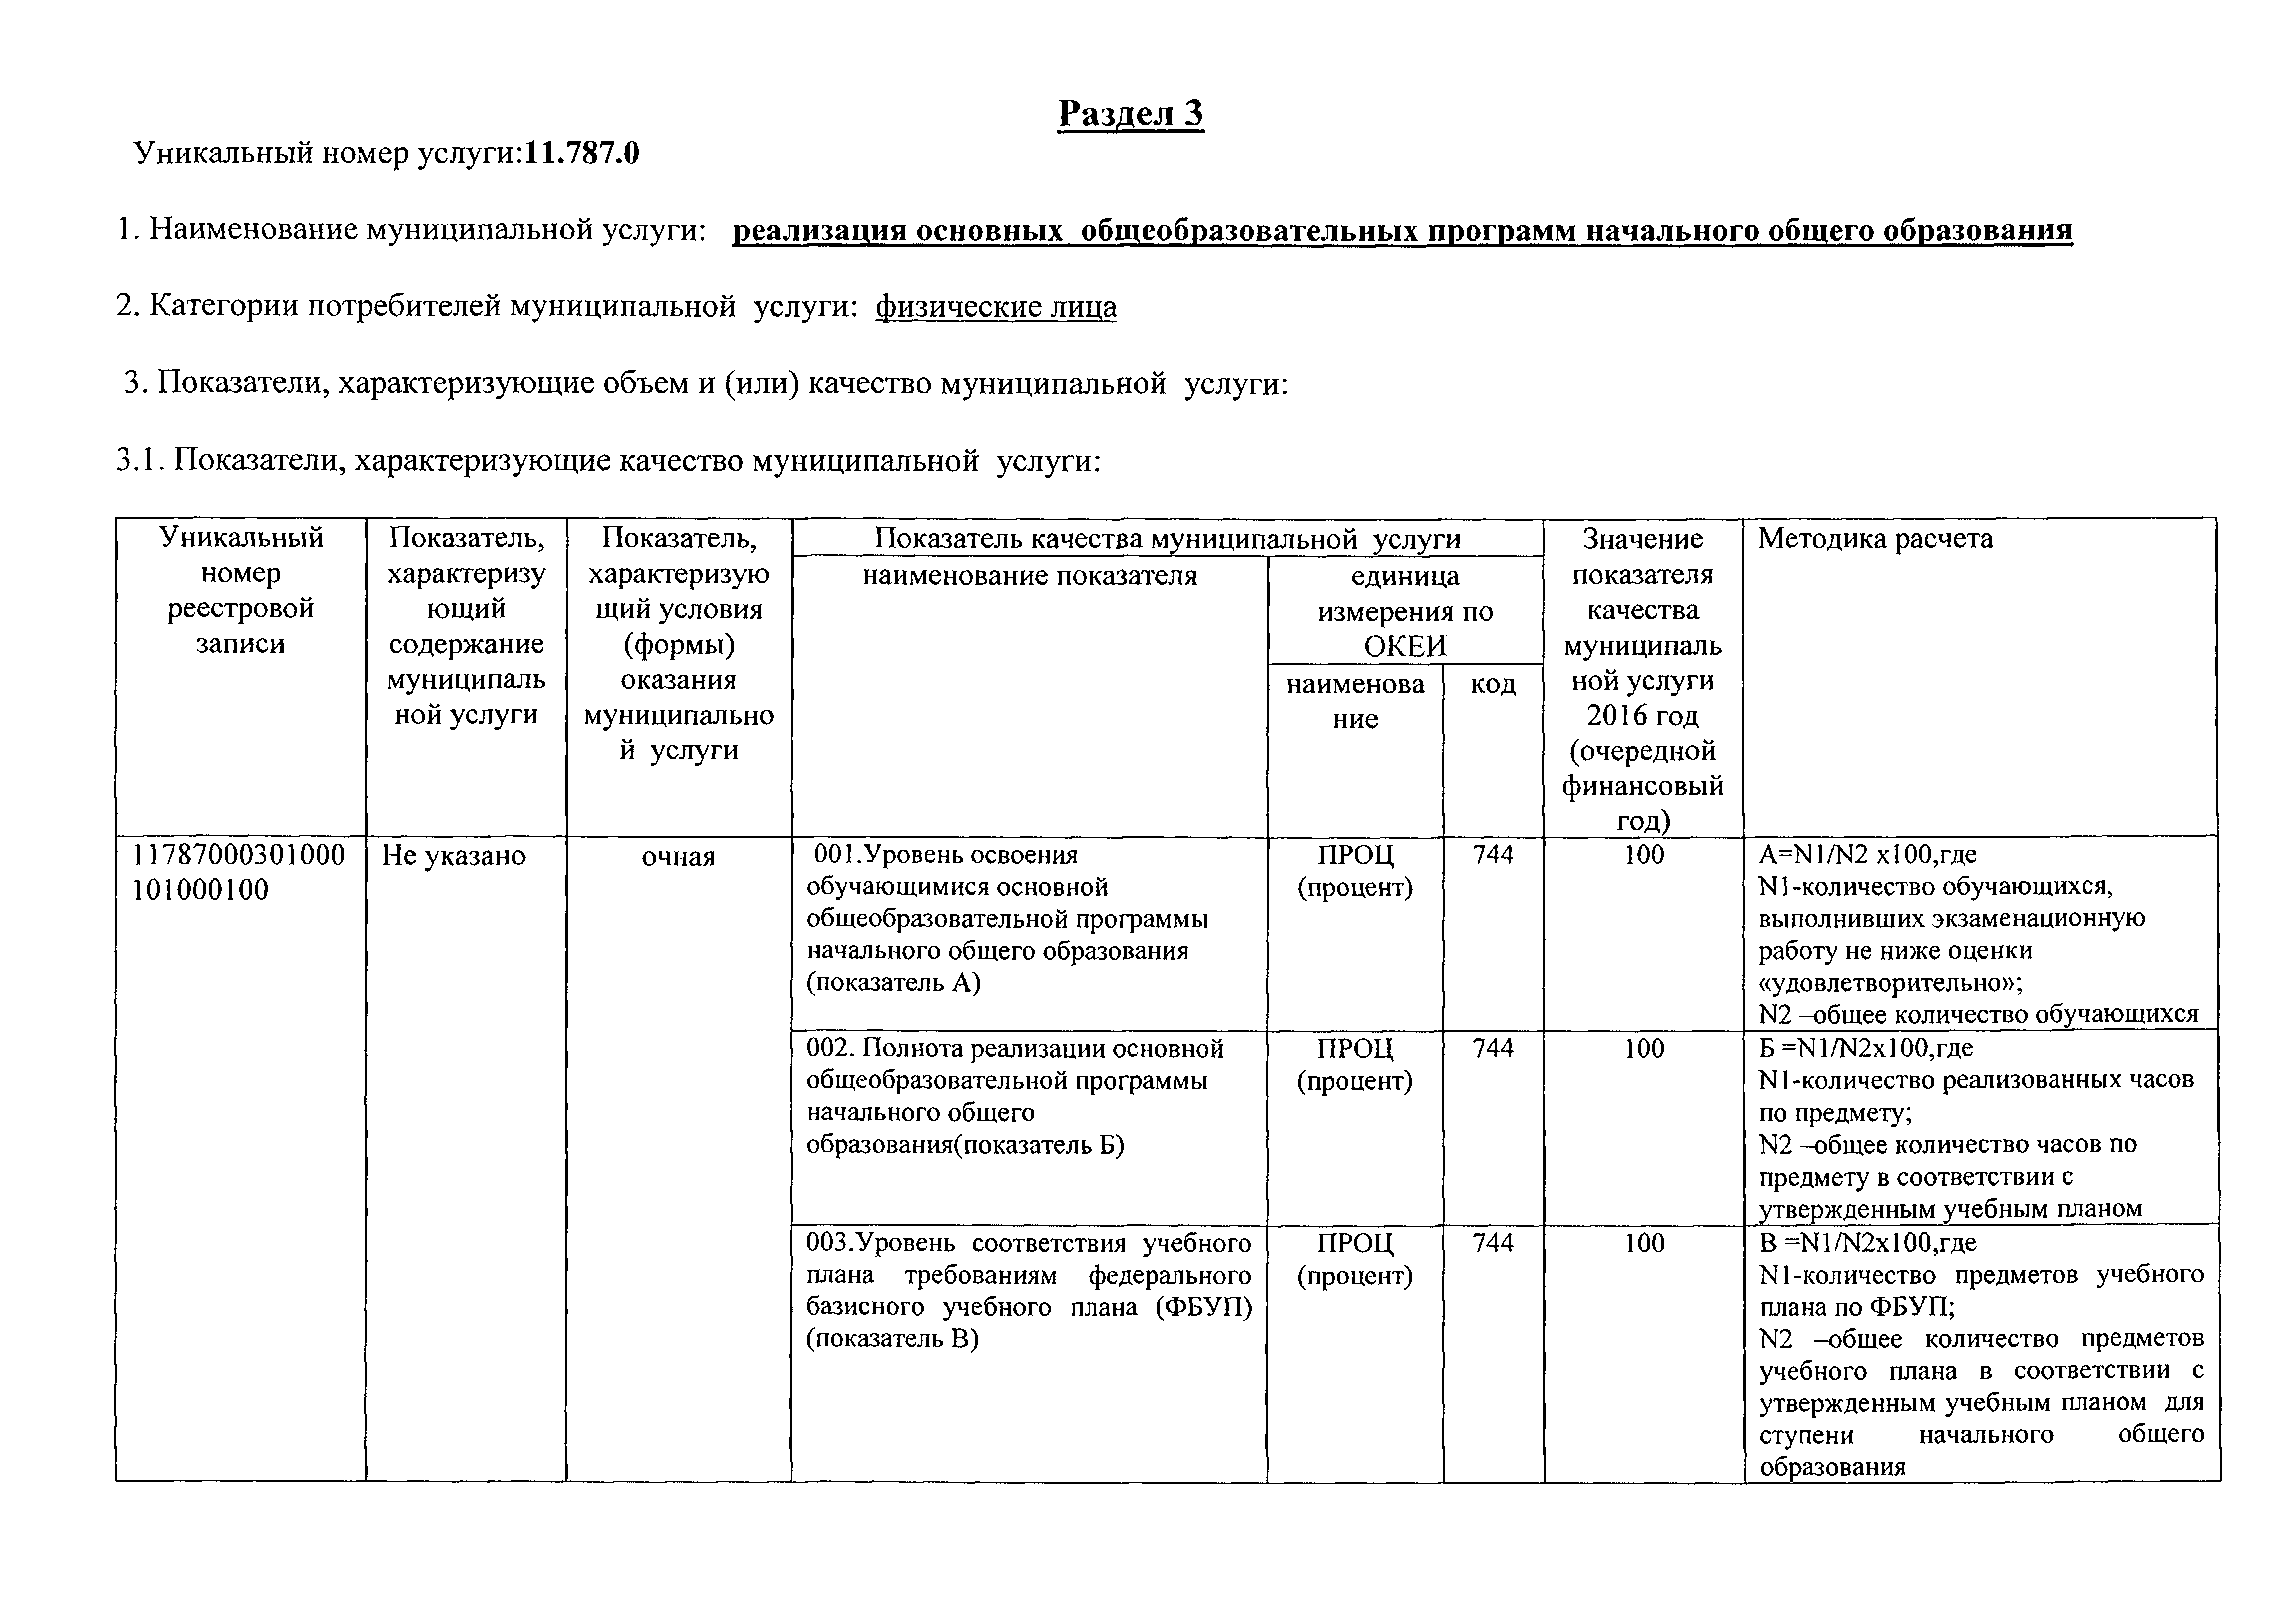 Раздел 3
Уникальный номер услуги:11.787.0
1. Наименование муниципальной услуги: реализация основных общеобразовательных программ начального общего образования
2. Категории потребителей муниципальной услуги: физические лица
3. Показатели, характеризующие объем и (или) качество муниципальной услуги:
3.1. Показатели, характеризующие качество муниципальной услуги:
Уникальный
номер
реестровой
записи
Показатель,
характеризу
ющий
содержание
муниципаль
ной услуги
Показатель,
характеризую
щий условия
(формы)
оказания
муниципально
й услуги
Показатель качества муниципальной услуги
наименование показателя
единица
измерения по
ОКЕИ
наименова
ние
код
Значение
показателя
качества
муниципаль
ной услуги
2016 год
(очередной
финансовый
год)
Методика расчета
11787000301000
101000100
Не указано
очная
001.Уровень освоения
обучающимися основной
общеобразовательной программы
начального общего образования
(показатель А)
ПРОЦ
(процент)
744
100
А=N1/N2 х100,где
N1-количество обучающихся,
выполнивших экзаменационную
работу не ниже оценки
«удовлетворительно»;
N2 –общее количество обучающихся
002. Полнота реализации основной
общеобразовательной программы
начального общего
образования(показатель Б)
ПРОЦ
(процент)
744
100
Б =N1/N2х100,где
N1-количество реализованных часов
по предмету;
N2 –общее количество часов по
предмету в соответствии с
утвержденным учебным планом
003.Уровень соответствия учебного
плана требованиям федерального
базисного учебного плана (ФБУП)
(показатель В)
ПРОЦ
(процент)
744
100
В =N1/N2х100,где
N1-количество предметов учебного
плана по ФБУП;
N2 –общее количество предметов
учебного плана в соответствии с
утвержденным учебным планом для
ступени начального общего
образования